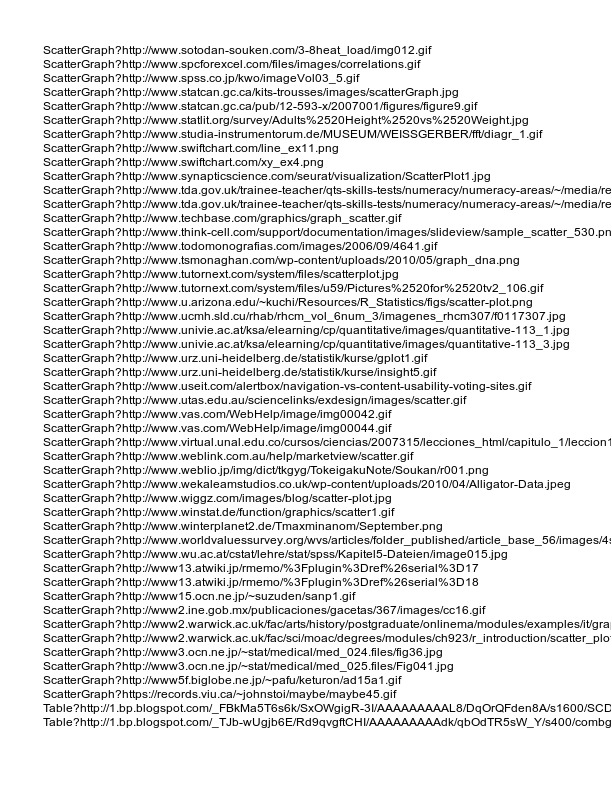 ScatterGraph?http://www.sotodan-souken.com/3-8heat_load/img012.gif
ScatterGraph?http://www.spcforexcel.com/files/images/correlations.gif
ScatterGraph?http://www.spss.co.jp/kwo/imageVol03_5.gif
ScatterGraph?http://www.statcan.gc.ca/kits-trousses/images/scatterGraph.jpg
ScatterGraph?http://www.statcan.gc.ca/pub/12-593-x/2007001/figures/figure9.gif
ScatterGraph?http://www.statlit.org/survey/Adults%2520Height%2520vs%2520Weight.jpg
ScatterGraph?http://www.studia-instrumentorum.de/MUSEUM/WEISSGERBER/fft/diagr_1.gif
ScatterGraph?http://www.swiftchart.com/line_ex11.png
ScatterGraph?http://www.swiftchart.com/xy_ex4.png
ScatterGraph?http://www.synapticscience.com/seurat/visualization/ScatterPlot1.jpg
ScatterGraph?http://www.tda.gov.uk/trainee-teacher/qts-skills-tests/numeracy/numeracy-areas/~/media/re
ScatterGraph?http://www.tda.gov.uk/trainee-teacher/qts-skills-tests/numeracy/numeracy-areas/~/media/re
ScatterGraph?http://www.techbase.com/graphics/graph_scatter.gif
ScatterGraph?http://www.think-cell.com/support/documentation/images/slideview/sample_scatter_530.pn
ScatterGraph?http://www.todomonografias.com/images/2006/09/4641.gif
ScatterGraph?http://www.tsmonaghan.com/wp-content/uploads/2010/05/graph_dna.png
ScatterGraph?http://www.tutornext.com/system/files/scatterplot.jpg
ScatterGraph?http://www.tutornext.com/system/files/u59/Pictures%2520for%2520tv2_106.gif
ScatterGraph?http://www.u.arizona.edu/~kuchi/Resources/R_Statistics/figs/scatter-plot.png
ScatterGraph?http://www.ucmh.sld.cu/rhab/rhcm_vol_6num_3/imagenes_rhcm307/f0117307.jpg
ScatterGraph?http://www.univie.ac.at/ksa/elearning/cp/quantitative/images/quantitative-113_1.jpg
ScatterGraph?http://www.univie.ac.at/ksa/elearning/cp/quantitative/images/quantitative-113_3.jpg
ScatterGraph?http://www.urz.uni-heidelberg.de/statistik/kurse/gplot1.gif
ScatterGraph?http://www.urz.uni-heidelberg.de/statistik/kurse/insight5.gif
ScatterGraph?http://www.useit.com/alertbox/navigation-vs-content-usability-voting-sites.gif
ScatterGraph?http://www.utas.edu.au/sciencelinks/exdesign/images/scatter.gif
ScatterGraph?http://www.vas.com/WebHelp/image/img00042.gif
ScatterGraph?http://www.vas.com/WebHelp/image/img00044.gif
ScatterGraph?http://www.virtual.unal.edu.co/cursos/ciencias/2007315/lecciones_html/capitulo_1/leccion1
ScatterGraph?http://www.weblink.com.au/help/marketview/scatter.gif
ScatterGraph?http://www.weblio.jp/img/dict/tkgyg/TokeigakuNote/Soukan/r001.png
ScatterGraph?http://www.wekaleamstudios.co.uk/wp-content/uploads/2010/04/Alligator-Data.jpeg
ScatterGraph?http://www.wiggz.com/images/blog/scatter-plot.jpg
ScatterGraph?http://www.winstat.de/function/graphics/scatter1.gif
ScatterGraph?http://www.winterplanet2.de/Tmaxminanom/September.png
ScatterGraph?http://www.worldvaluessurvey.org/wvs/articles/folder_published/article_base_56/images/4s
ScatterGraph?http://www.wu.ac.at/cstat/lehre/stat/spss/Kapitel5-Dateien/image015.jpg
ScatterGraph?http://www13.atwiki.jp/rmemo/%3Fplugin%3Dref%26serial%3D17
ScatterGraph?http://www13.atwiki.jp/rmemo/%3Fplugin%3Dref%26serial%3D18
ScatterGraph?http://www15.ocn.ne.jp/~suzuden/sanp1.gif
ScatterGraph?http://www2.ine.gob.mx/publicaciones/gacetas/367/images/cc16.gif
ScatterGraph?http://www2.warwick.ac.uk/fac/arts/history/postgraduate/onlinema/modules/examples/it/gra
ScatterGraph?http://www2.warwick.ac.uk/fac/sci/moac/degrees/modules/ch923/r_introduction/scatter_plo
ScatterGraph?http://www3.ocn.ne.jp/~stat/medical/med_024.files/fig36.jpg
ScatterGraph?http://www3.ocn.ne.jp/~stat/medical/med_025.files/Fig041.jpg
ScatterGraph?http://www5f.biglobe.ne.jp/~pafu/keturon/ad15a1.gif
ScatterGraph?https://records.viu.ca/~johnstoi/maybe/maybe45.gif
Table?http://1.bp.blogspot.com/_FBkMa5T6s6k/SxOWgigR-3I/AAAAAAAAAL8/DqOrQFden8A/s1600/SCD
Table?http://1.bp.blogspot.com/_TJb-wUgjb6E/Rd9qvgftCHI/AAAAAAAAAdk/qbOdTR5sW_Y/s400/combg